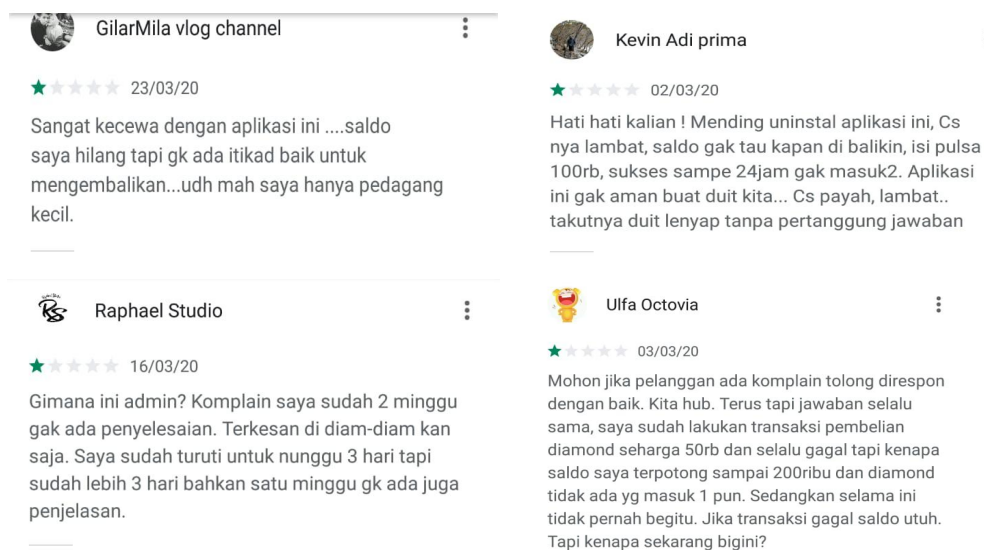 GilarMila vlog channel
23/03/20
Sangat kecewa dengan aplikasi ini ....saldo
saya hilang tapi gk ada itikad baik untuk
mengembalikan...udh mah saya hanya pedagang
kecil.
Raphael Studio
16/03/20
Gimana ini admin? Komplain saya sudah 2 minggu
gak ada penyelesaian. Terkesan di diam-diam kan
saja. Saya sudah turuti untuk nunggu 3 hari tapi
sudah lebih 3 hari bahkan satu minggu gk ada juga
penjelasan.
Kevin Adi prima
02/03/20
Hati hati kalian ! Mending uninstal aplikasi ini, Cs
nya lambat, saldo gak tau kapan di balikin, isi pulsa
100rb, sukses sampe 24jam gak masuk2. Aplikasi
ini gak aman buat duit kita... Cs payah, lambat..
takutnya duit lenyap tanpa pertanggung jawaban
Ulfa Octovia
03/03/20
Mohon jika pelanggan ada komplain tolong direspon
dengan baik. Kita hub. Terus tapi jawaban selalu
sama, saya sudah lakukan transaksi pembelian
diamond seharga 50rb dan selalu gagal tapi kenapa
saldo saya terpotong sampai 200ribu dan diamond
tidak ada yg masuk 1 pun. Sedangkan selama ini
tidak pernah begitu. Jika transaksi gagal saldo utuh.
Tapi kenapa sekarang bigini?